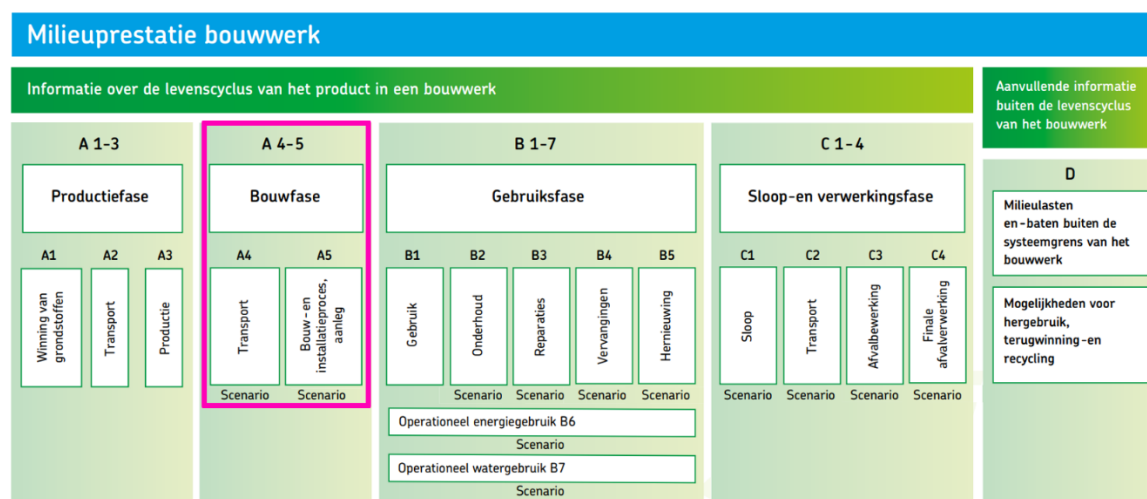 Milieuprestatie bouwwerk
Informatie over de levenscyclus van het product in een bouwwerk
Aanvullende informatie
buiten de levenscyclus
van het bouwwerk
A 1-3
Productiefase
A1
A2
A3
Winning van
grondstoffen
Transport
Productie
A 4-5
Bouwfase
A4
A5
Transport
Bouw- en
installatieproces,
aanleg
Scenario
Scenario
B 1-7
Gebruiksfase
B1
B2
B3
B4
B5
Gebruik
Onderhoud
Reparaties
Vervangingen
Hernieuwing
Scenario
Scenario
Scenario
Scenario
Operationeel energiegebruik B6
Scenario
Operationeel watergebruik B7
Scenario
C 1-4
Sloop-en verwerkingsfase
C1
C2
C3
C4
Sloop
Transport
Afvalbewerking
Finale
afvalverwerking
Scenario
Scenario
Scenario
Scenario
D
Milieulasten
en-baten buiten de
systeemgrens van het
bouwwerk
Mogelijkheden voor
hergebruik,
terugwinning-en
recycling